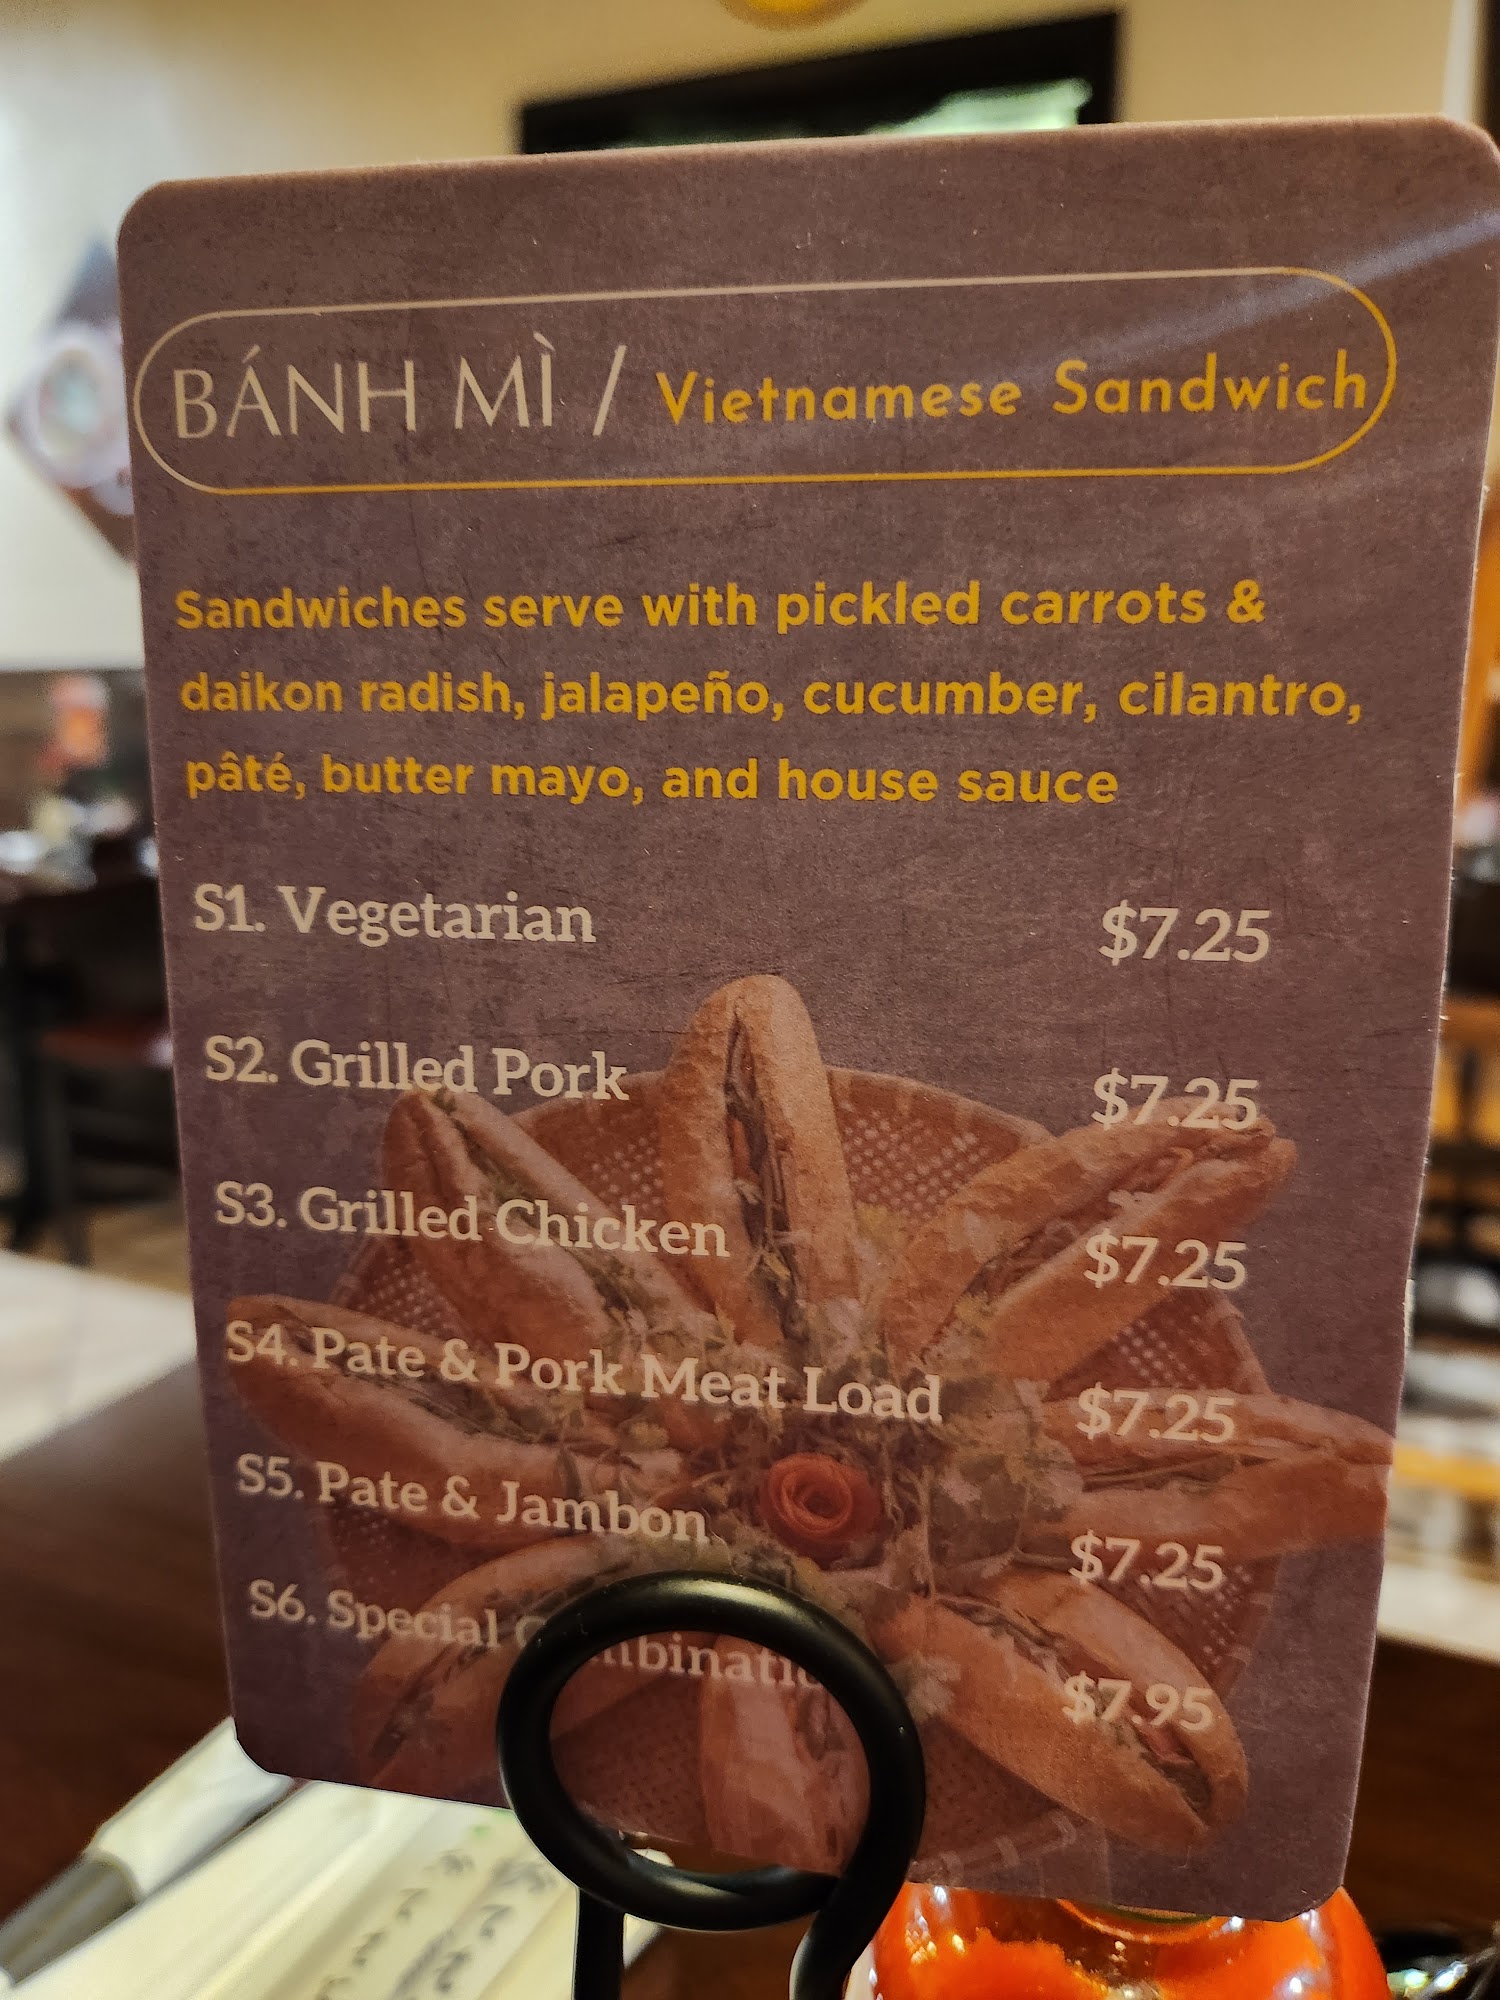 BÁNH MÌ / Vietnamese Sandwich
Sandwiches serve with pickled carrots &
daikon radish, jalapeño, cucumber, cilantro,
pâté, butter mayo, and house sauce
S1. Vegetarian $7.25
S2. Grilled Pork $7.25
S3. Grilled Chicken $7.25
S4. Pate & Pork Meat Load $7.25
S5. Pate & Jambon $7.25
S6. Special $7.95